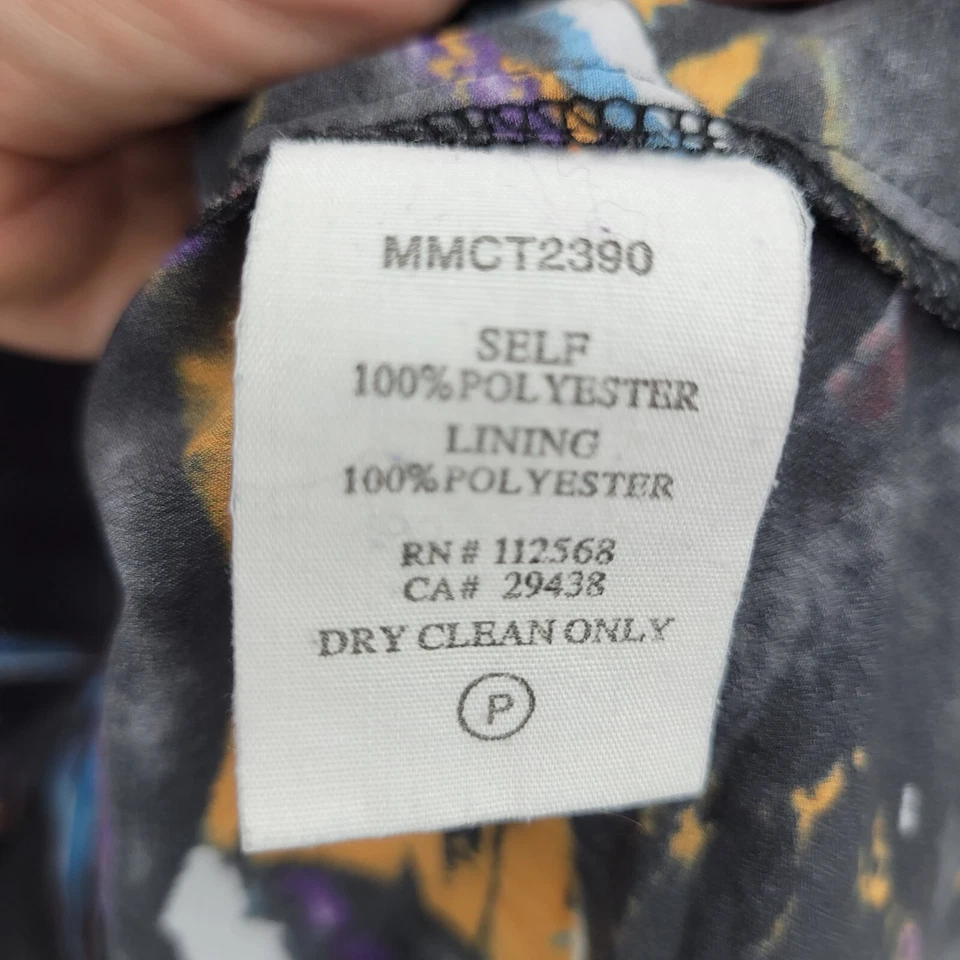 MMCT2390
SELF
100%POLYESTER
LINING
100%POLYESTER
RN# 112568
CA# 29438
DRY CLEAN ONLY
P